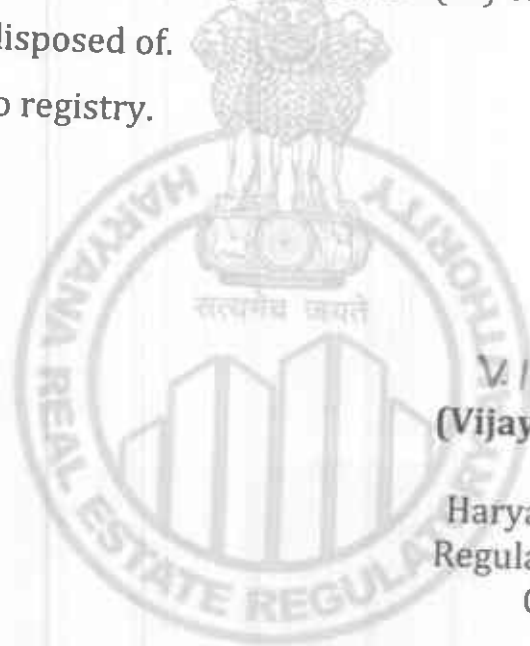 disposed of.
o registry.
HARYANA REAL ESTATE REGULATORY AUTHORITY
सत्यमेव जयते
(Vijay
Harya
Regula